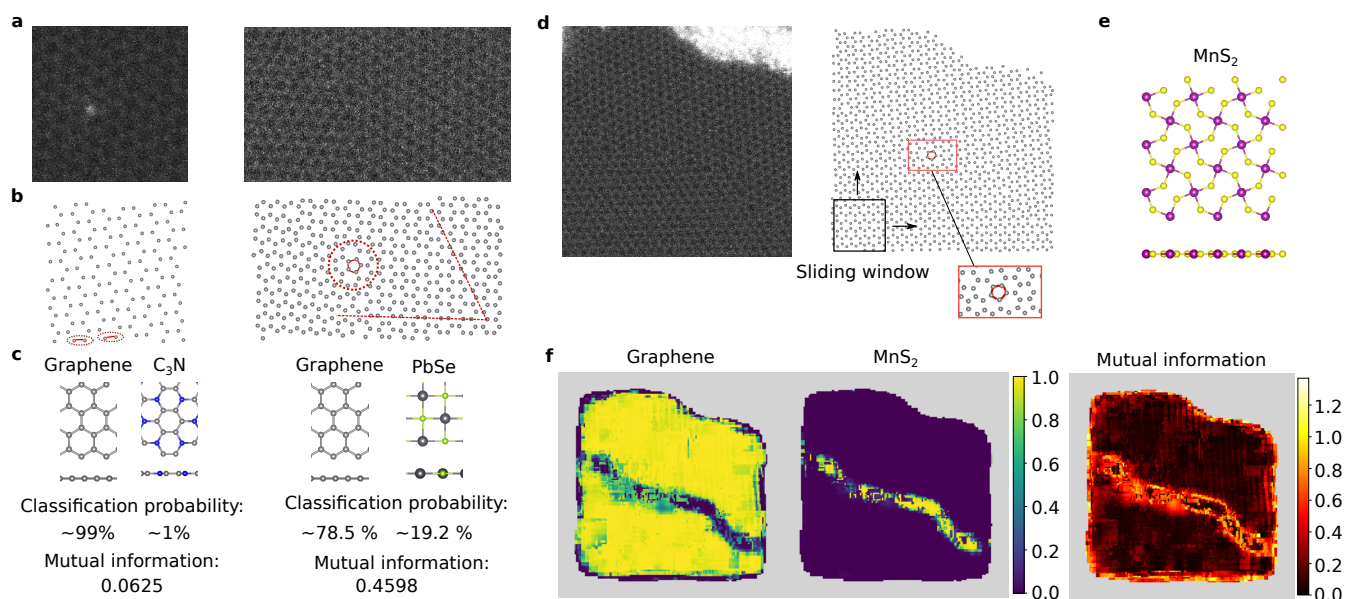 a
b
c
Graphene C₃N
Graphene PbSe
Classification probability:
~99% ~1%
Mutual information:
0.0625
Classification probability:
~78.5 % ~19.2 %
Mutual information:
0.4598
d
Sliding window
e
MnS₂
f
Graphene
MnS₂
1.0
0.8
0.6
0.4
0.2
0.0
Mutual information
1.2
1.0
0.8
0.6
0.4
0.2
0.0